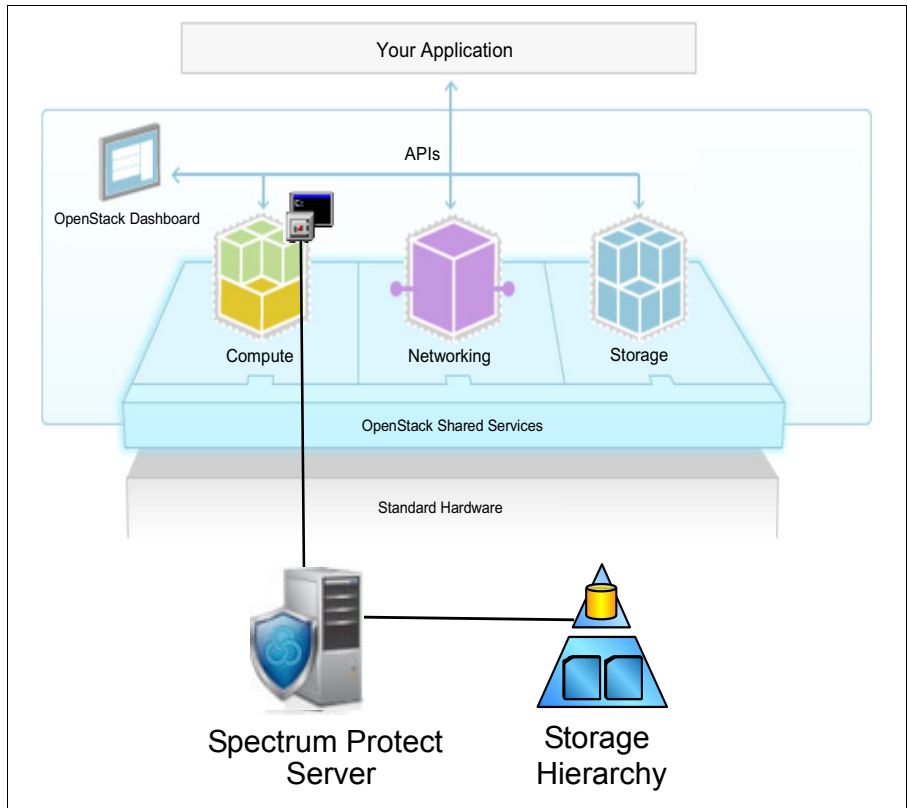 Your Application
APIs
OpenStack Dashboard
C:
Compute
Networking
Storage
OpenStack Shared Services
Standard Hardware
Spectrum Protect
Server
Storage
Hierarchy